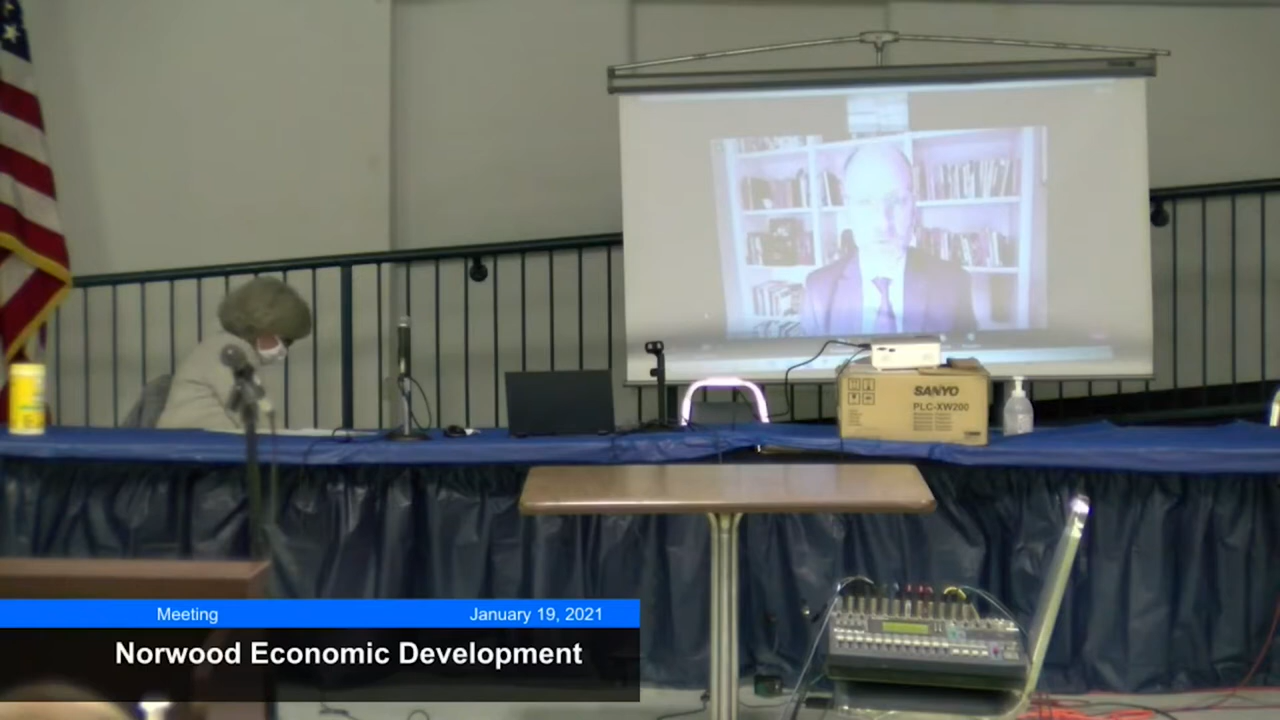 SANYO
PLC-XW200
Meeting January 19, 2021
Norwood Economic Development